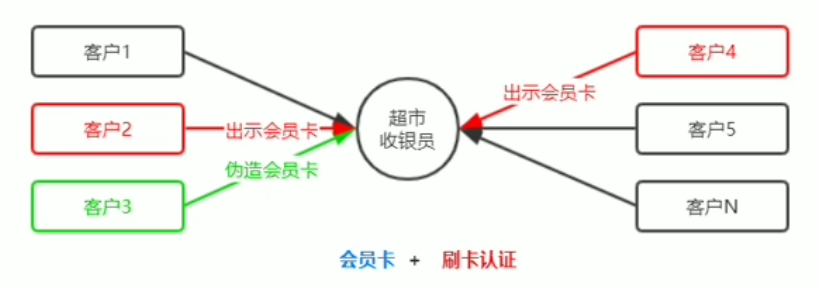 客户1
客户2
客户3
出示会员卡
伪造会员卡
超市
收银员
出示会员卡
客户4
客户5
客户N
会员卡 + 刷卡认证